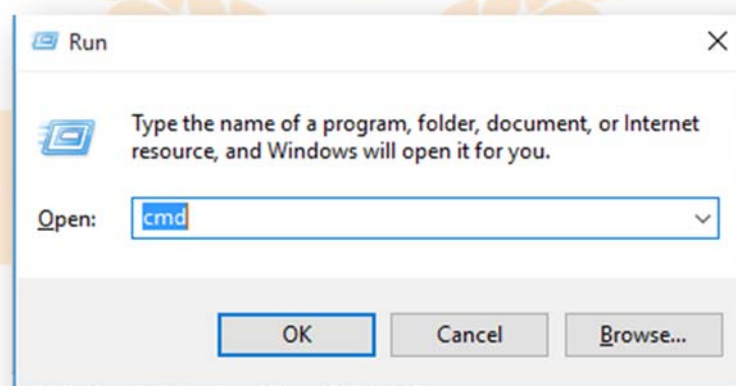 Run
Type the name of a program, folder, document, or Internet
resource, and Windows will open it for you.
Open: cmd
OK Cancel Browse...